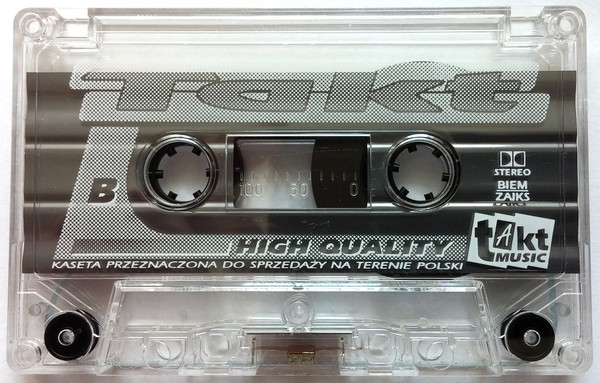 Takt
B
100 50 0
STEREO
BIEM
ZAIKS
HIGH QUALITY
tAkt
MUSIC
KASETA PRZEZNACZONA DO SPRZEDAŻY NA TERENIE POLSKI